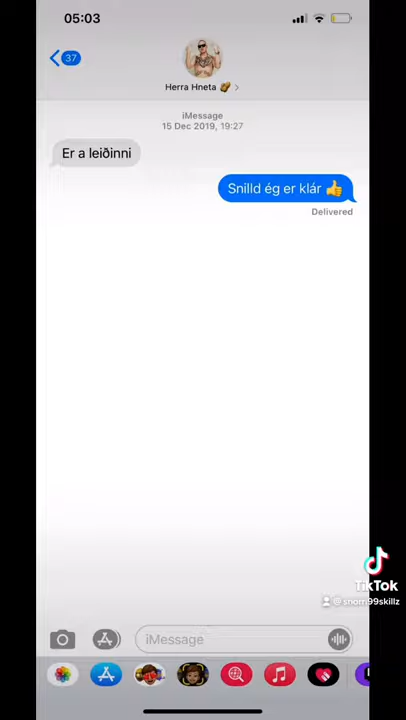 05:03
37
Herra Hneta 🥜 >
iMessage
15 Dec 2019, 19:27
Er a leiðinni
Snilld ég er klár 👍
Delivered
TikTok
@snorri99skillz
iMessage